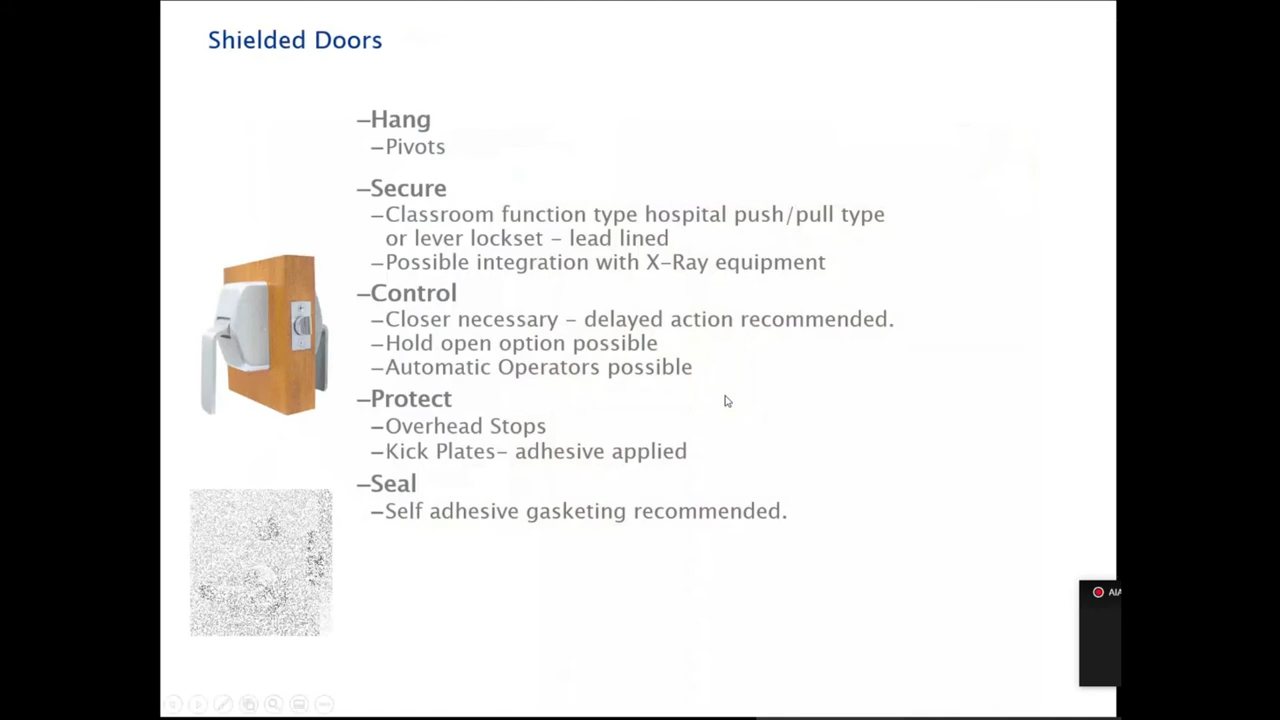 Shielded Doors
–Hang
–Pivots
–Secure
–Classroom function type hospital push/pull type
or lever lockset – lead lined
–Possible integration with X-Ray equipment
–Control
–Closer necessary – delayed action recommended.
–Hold open option possible
–Automatic Operators possible
–Protect
–Overhead Stops
–Kick Plates– adhesive applied
–Seal
–Self adhesive gasketing recommended.
AIA